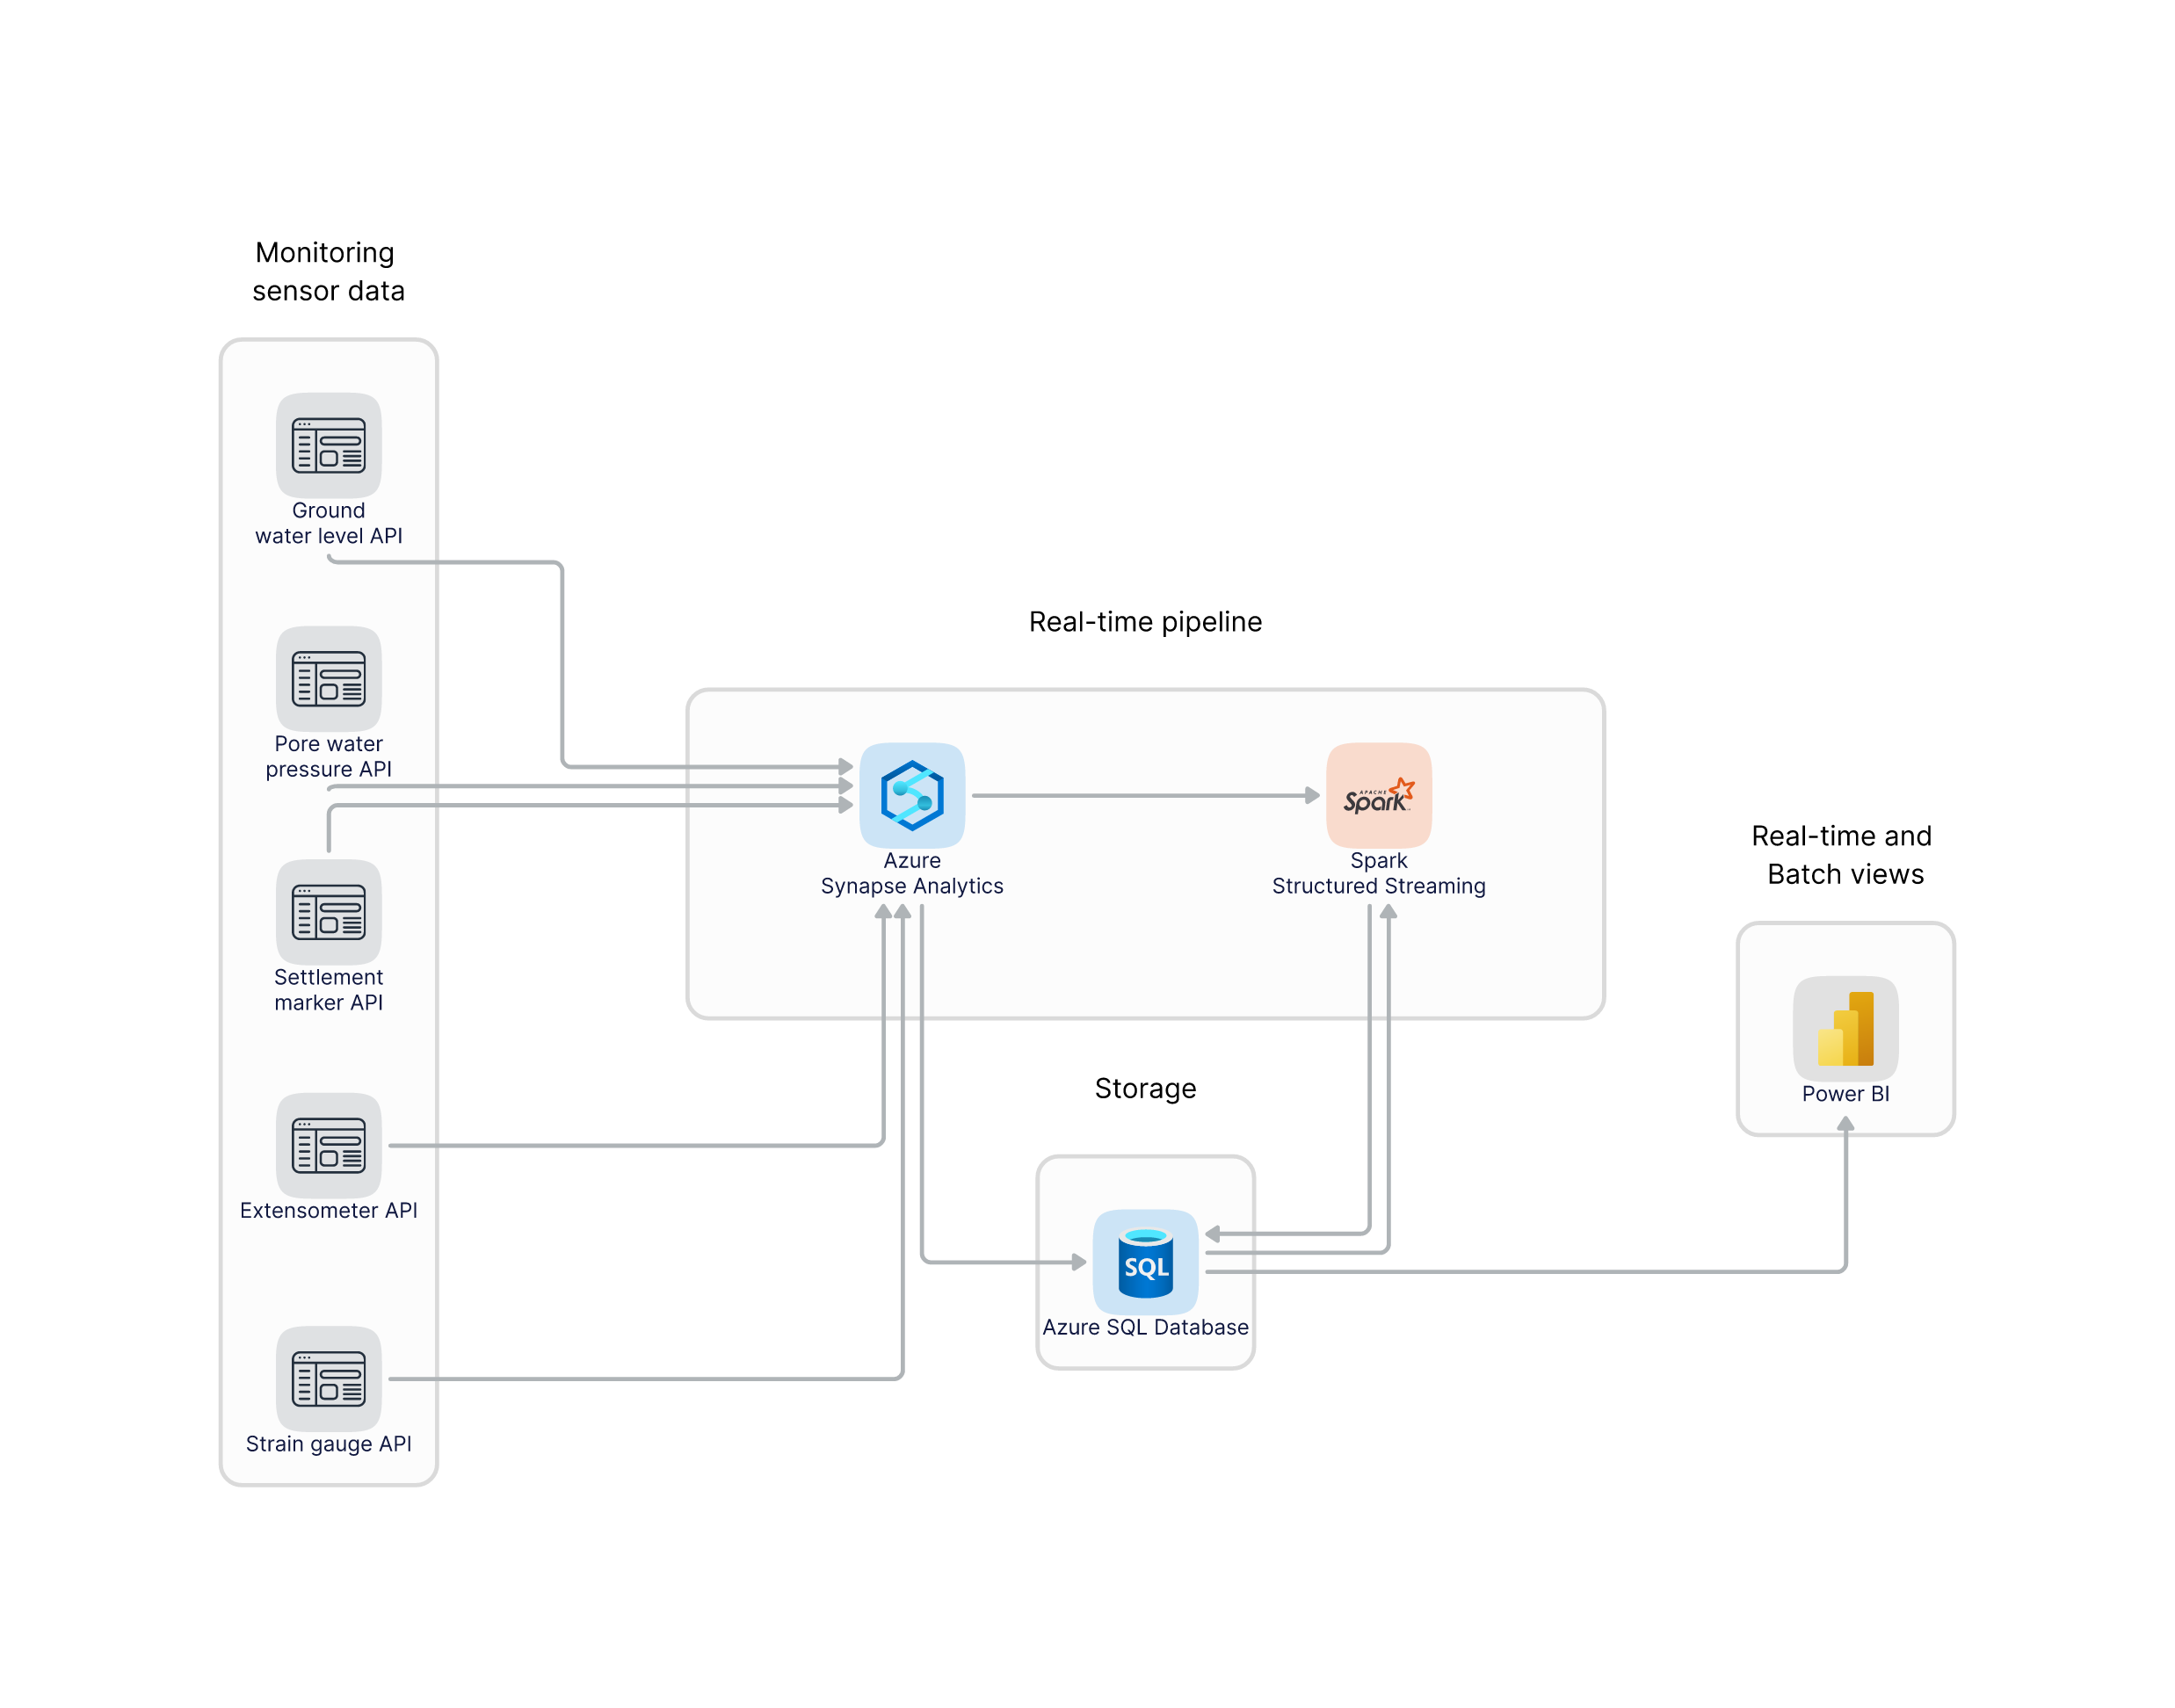 Monitoring
sensor data
Ground
water level API
Pore water
pressure API
Settlement
marker API
Extensometer API
Strain gauge API
Real-time pipeline
Azure
Synapse Analytics
APACHE
Spark
Spark
Structured Streaming
Storage
SQL
Azure SQL Database
Real-time and
Batch views
Power BI